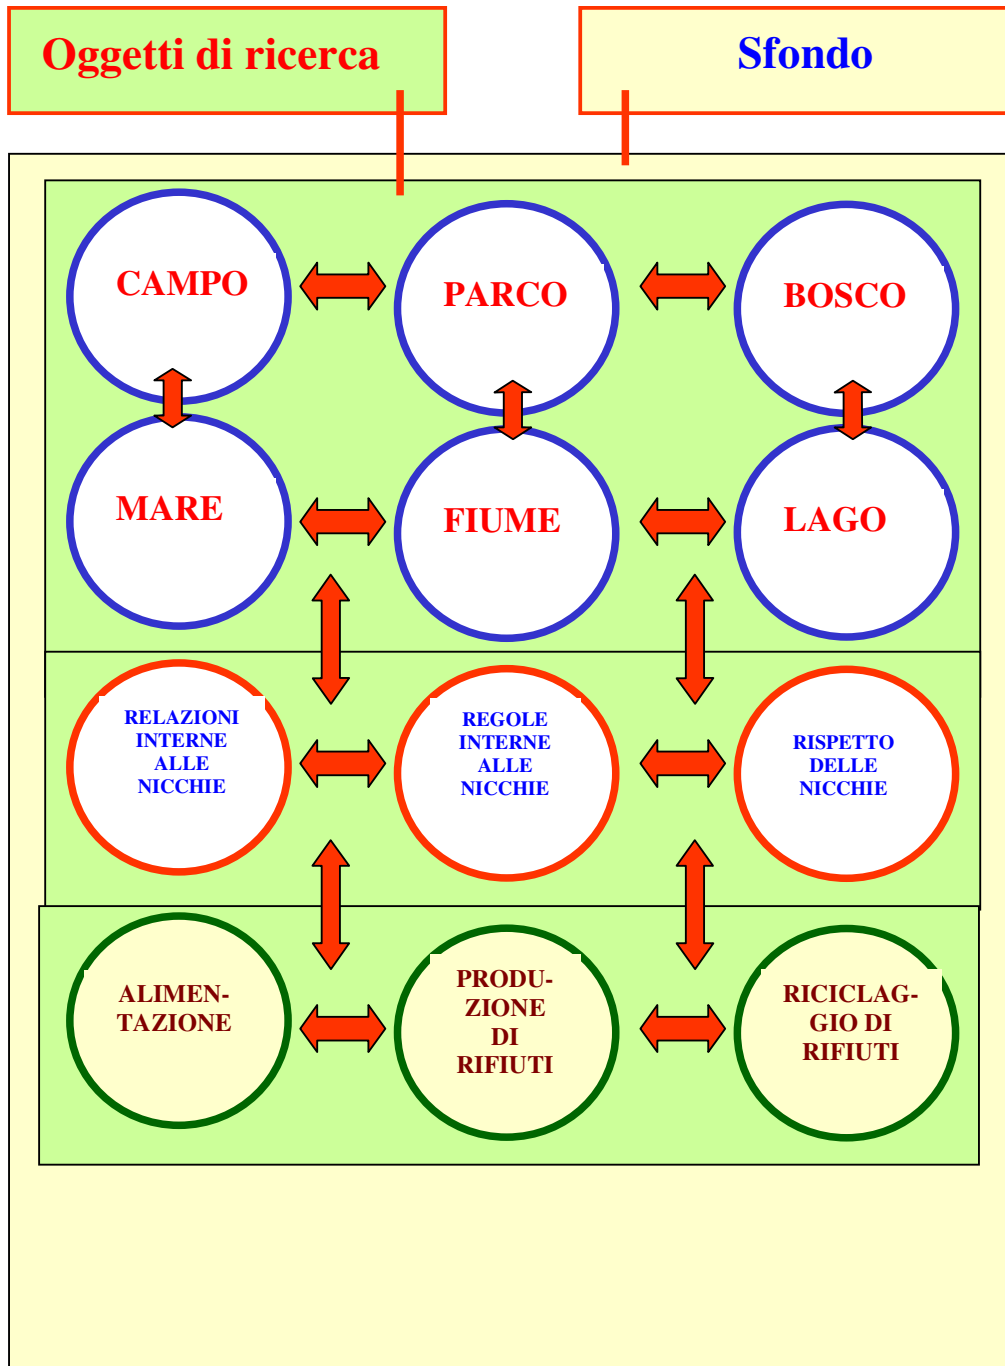 Oggetti di ricerca
Sfondo
CAMPO
PARCO
BOSCO
MARE
FIUME
LAGO
RELAZIONI
INTERNE
ALLE
NICCHIE
REGOLE
INTERNE
ALLE
NICCHIE
RISPETTO
DELLE
NICCHIE
ALIMEN-
TAZIONE
PRODU-
ZIONE
DI
RIFIUTI
RICICLAG-
GIO DI
RIFIUTI